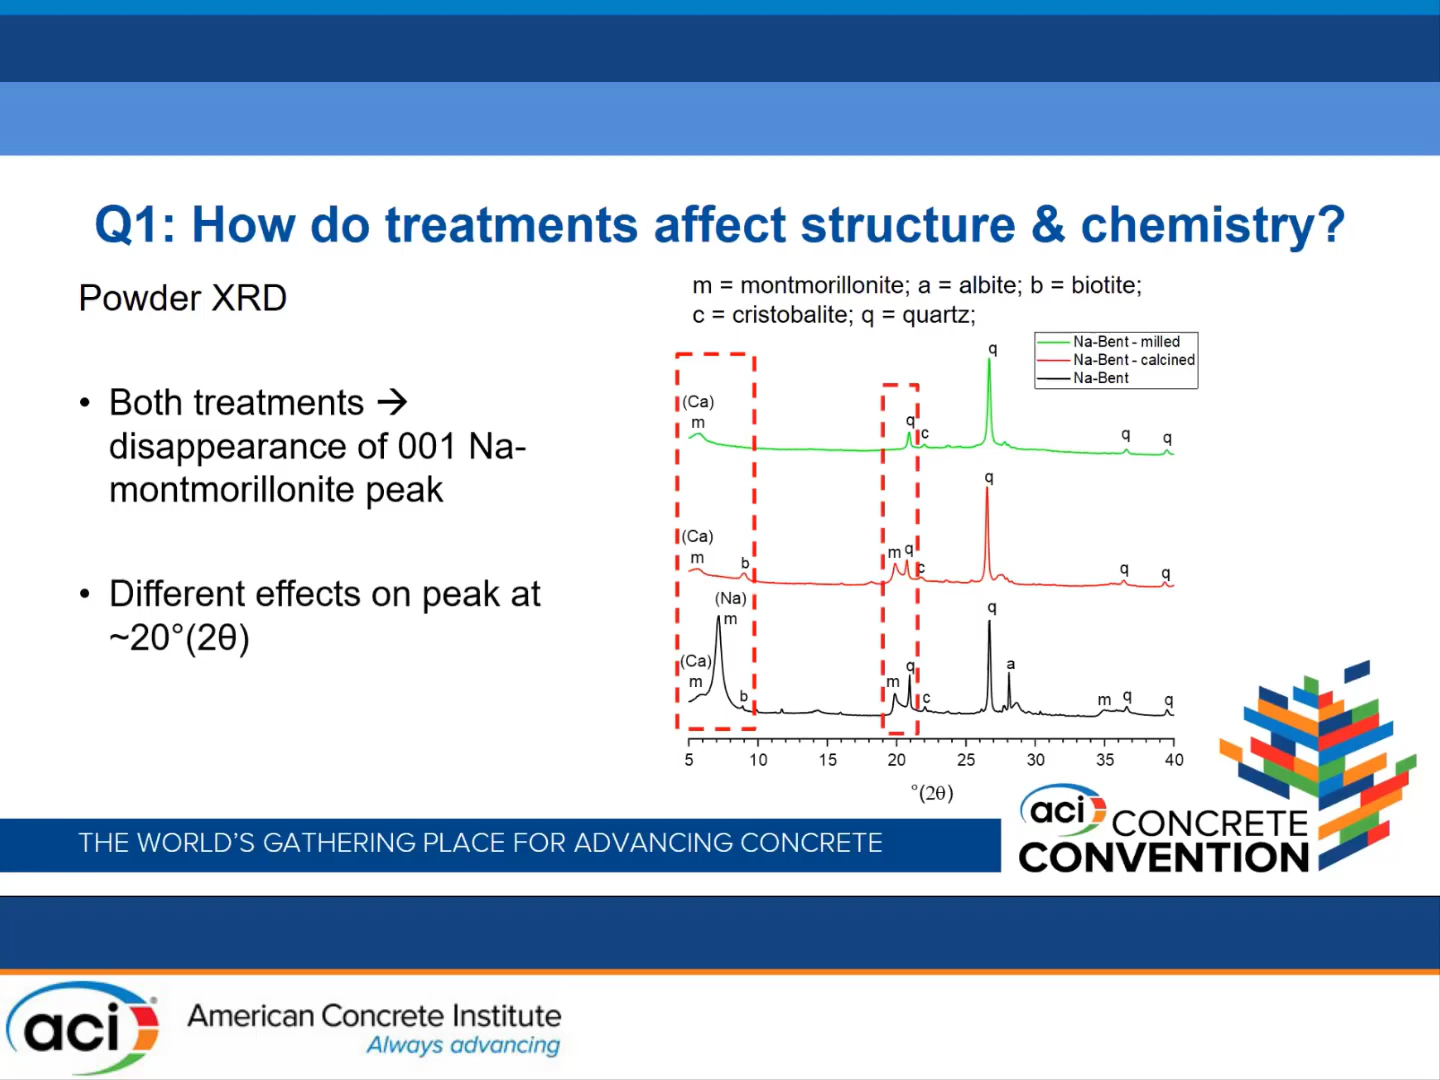 Q1: How do treatments affect structure & chemistry?
Powder XRD
• Both treatments →
disappearance of 001 Na-
montmorillonite peak
• Different effects on peak at
~20°(2θ)
m = montmorillonite; a = albite; b = biotite;
c = cristobalite; q = quartz;
Na-Bent - milled
Na-Bent - calcined
Na-Bent
q
(Ca)
m
q
c
q
q
q
(Ca)
m
b
m
q
c
q
q
(Na)
m
q
(Ca)
m
b
m
q
c
a
m
q
q
5 10 15 20 25 30 35 40
°(2θ)
THE WORLD'S GATHERING PLACE FOR ADVANCING CONCRETE
aci CONCRETE
CONVENTION
aci
American Concrete Institute
Always advancing